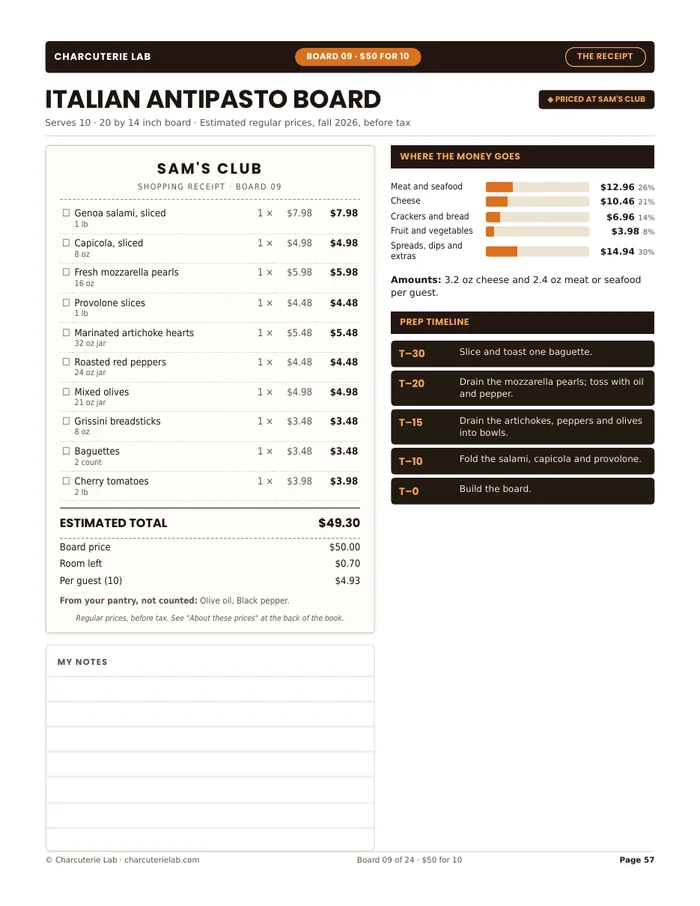 CHARCUTERIE LAB
BOARD 09 · $50 FOR 10
THE RECEIPT
ITALIAN ANTIPASTO BOARD
◆ PRICED AT SAM'S CLUB
Serves 10 · 20 by 14 inch board · Estimated regular prices, fall 2026, before tax
SAM'S CLUB
SHOPPING RECEIPT · BOARD 09
☐ Genoa salami, sliced 1 × $7.98 $7.98
1 lb
☐ Capicola, sliced 1 × $4.98 $4.98
8 oz
☐ Fresh mozzarella pearls 1 × $5.98 $5.98
16 oz
☐ Provolone slices 1 × $4.48 $4.48
1 lb
☐ Marinated artichoke hearts 1 × $5.48 $5.48
32 oz jar
☐ Roasted red peppers 1 × $4.48 $4.48
24 oz jar
☐ Mixed olives 1 × $4.98 $4.98
21 oz jar
☐ Grissini breadsticks 1 × $3.48 $3.48
8 oz
☐ Baguettes 1 × $3.48 $3.48
2 count
☐ Cherry tomatoes 1 × $3.98 $3.98
2 lb
ESTIMATED TOTAL $49.30
Board price $50.00
Room left $0.70
Per guest (10) $4.93
From your pantry, not counted: Olive oil, Black pepper.
Regular prices, before tax. See "About these prices" at the back of the book.
MY NOTES
WHERE THE MONEY GOES
Meat and seafood $12.96 26%
Cheese $10.46 21%
Crackers and bread $6.96 14%
Fruit and vegetables $3.98 8%
Spreads, dips and
extras $14.94 30%
Amounts: 3.2 oz cheese and 2.4 oz meat or seafood
per guest.
PREP TIMELINE
T−30 Slice and toast one baguette.
T−20 Drain the mozzarella pearls; toss with oil
and pepper.
T−15 Drain the artichokes, peppers and olives
into bowls.
T−10 Fold the salami, capicola and provolone.
T−0 Build the board.
© Charcuterie Lab · charcuterielab.com
Board 09 of 24 · $50 for 10
Page 57